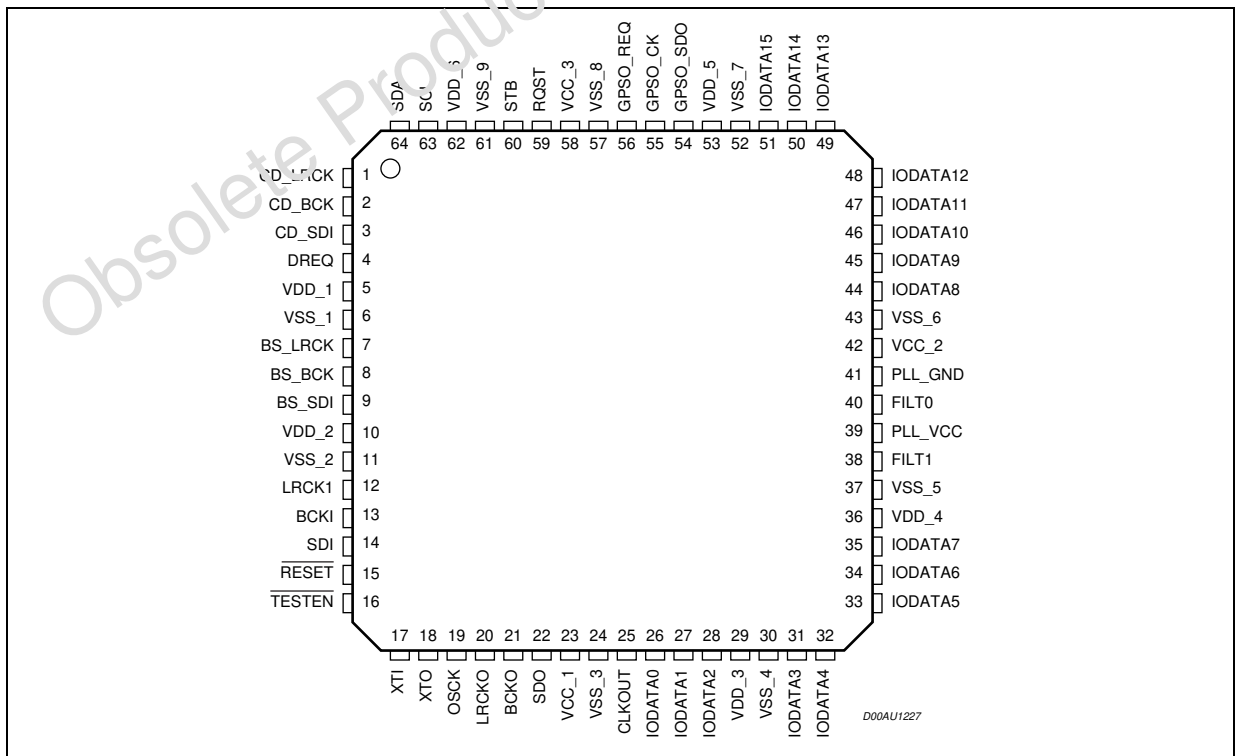 Obsolete Produc
SDA
VDD_6
VSS_9
STB
RQST
VCC_3
VSS_8
GPSO_REQ
GPSO_CK
GPSO_SDO
VDD_5
VSS_7
IODATA15
IODATA14
IODATA13
64 63 62 61 60 59 58 57 56 55 54 53 52 51 50 49
CD_LRCK 1
CD_BCK 2
CD_SDI 3
DREQ 4
VDD_1 5
VSS_1 6
BS_LRCK 7
BS_BCK 8
BS_SDI 9
VDD_2 10
VSS_2 11
LRCK1 12
BCKI 13
SDI 14
RESET 15
TESTEN 16
48 IODATA12
47 IODATA11
46 IODATA10
45 IODATA9
44 IODATA8
43 VSS_6
42 VCC_2
41 PLL_GND
40 FILT0
39 PLL_VCC
38 FILT1
37 VSS_5
36 VDD_4
35 IODATA7
34 IODATA6
33 IODATA5
17 18 19 20 21 22 23 24 25 26 27 28 29 30 31 32
XTI
XTO
OSCK
LRCKO
BCKO
SDO
VCC_1
VSS_3
CLKOUT
IODATA0
IODATA1
IODATA2
VDD_3
VSS_4
IODATA3
IODATA4
D00AU1227